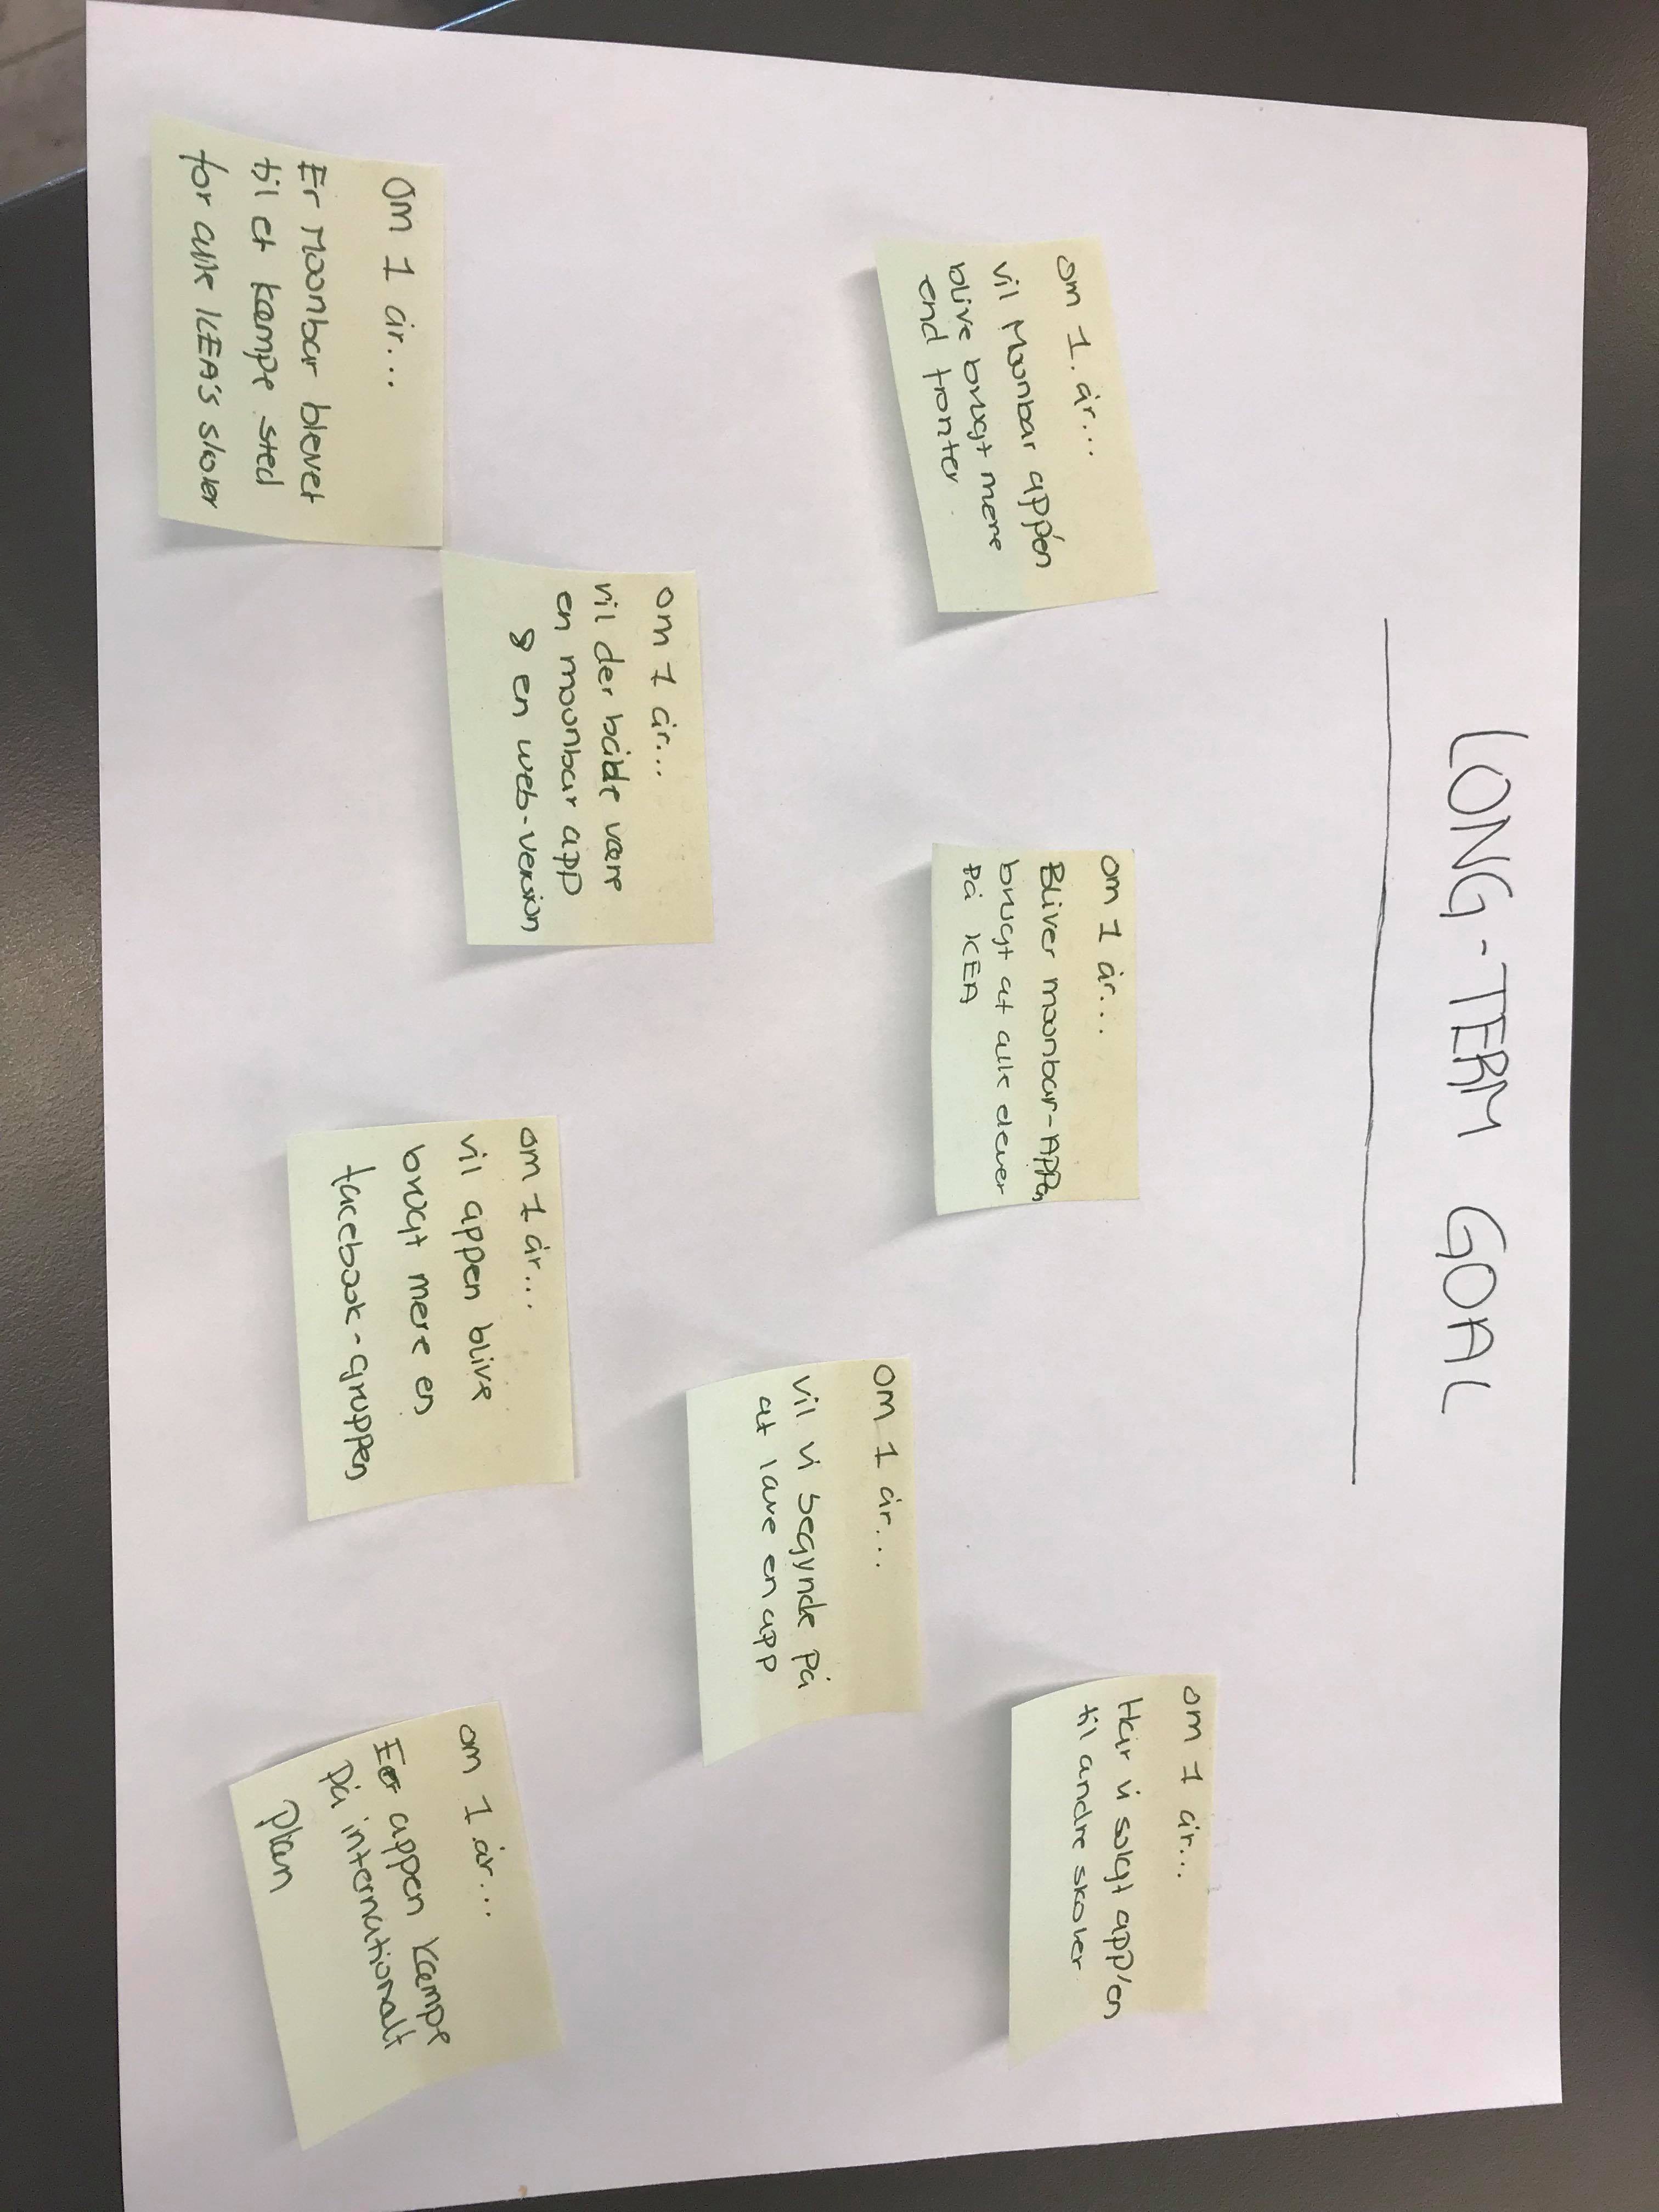 LONG-TERM GOAL
om 1. år...
vil Moonbar appén
blive brugt mere
end fronter
om 1 år...
Bliver moonbar-APPen
brugt af alle elever
På KEA
om 1 år...
Har vi solgt app'en
til andre skoler
om 1 år...
vil vi begynde på
at lave en app
om 1 år...
vil der både være
en moonbar app
& en web-version
om 1 år...
vil appen blive
brugt mere en
facebook-gruppen
om 1 år...
Er appen kæmpe
På internationalt
Plan
Om 1 år...
Er Moonbar blevet
til et kæmpe sted
for alle KEA'S skoler